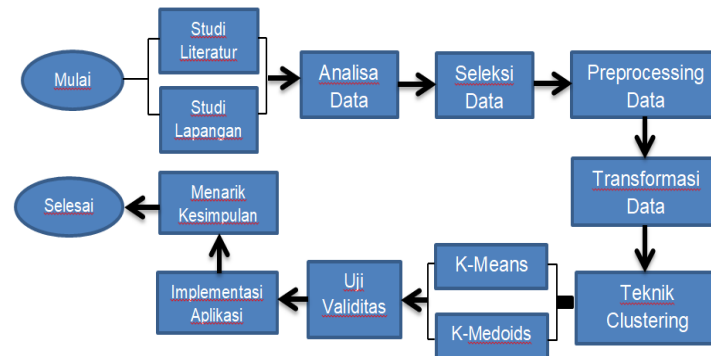 Mulai
Studi
Literatur
Studi
Lapangan
Analisa
Data
Seleksi
Data
Preprocessing
Data
Transformasi
Data
Teknik
Clustering
K-Means
K-Medoids
Uji
Validitas
Implementasi
Aplikasi
Menarik
Kesimpulan
Selesai